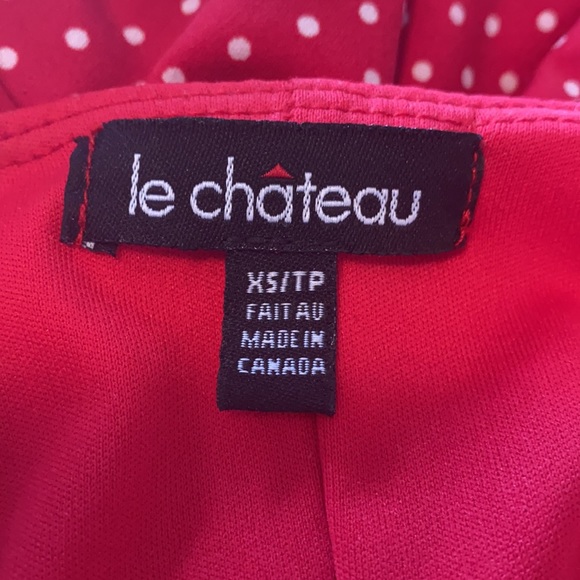 le château
XS/TP
FAIT AU
MADE IN
CANADA